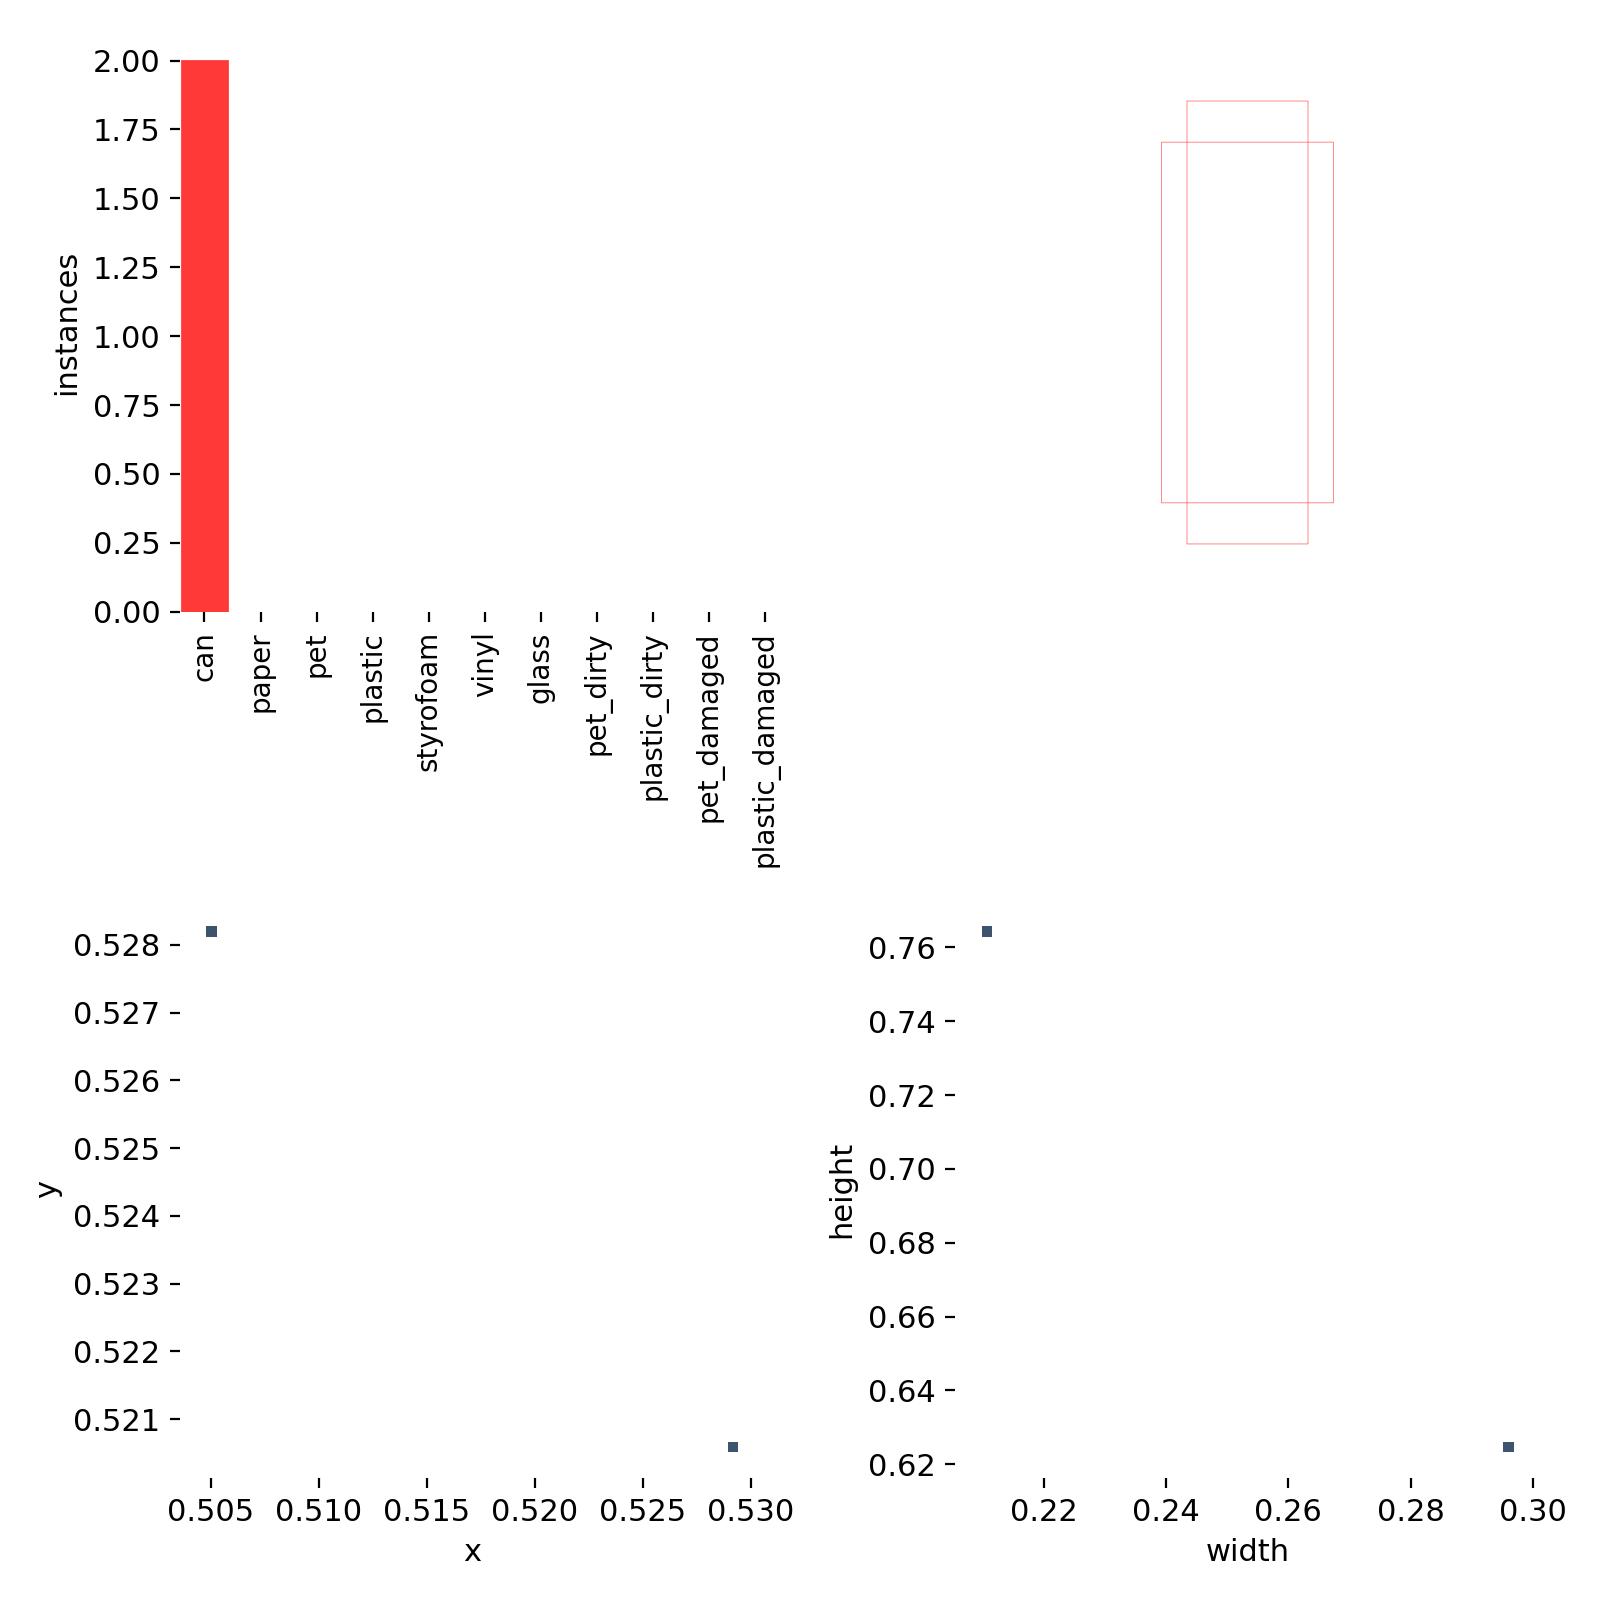 2.00
1.75
1.50
1.25
1.00
0.75
0.50
0.25
0.00
instances
can
paper
pet
plastic
styrofoam
vinyl
glass
pet_dirty
plastic_dirty
pet_damaged
plastic_damaged
0.528
0.527
0.526
0.525
0.524
0.523
0.522
0.521
y
0.505 0.510 0.515 0.520 0.525 0.530
x
0.76
0.74
0.72
0.70
0.68
0.66
0.64
0.62
height
0.22 0.24 0.26 0.28 0.30
width